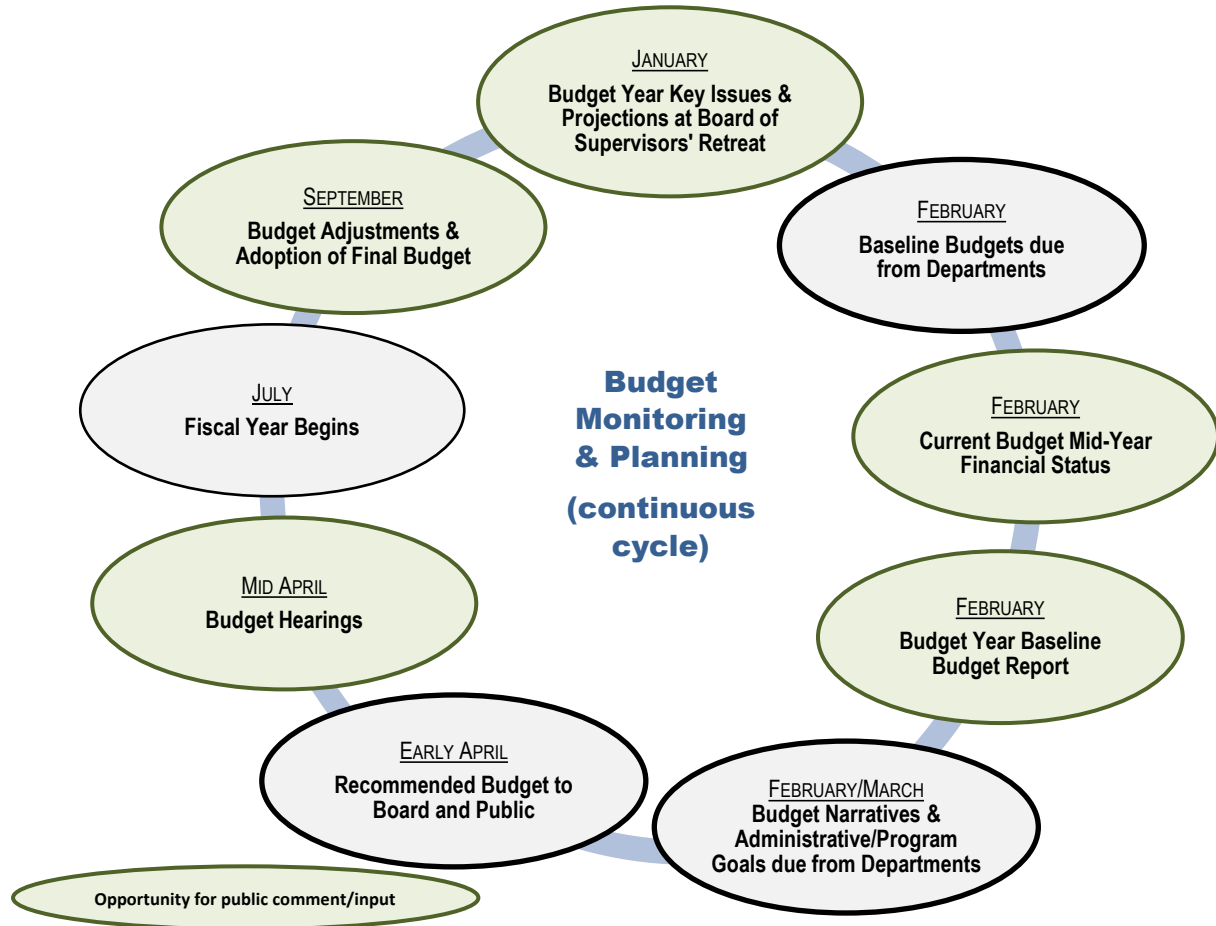 JANUARY
Budget Year Key Issues &
Projections at Board of
Supervisors' Retreat
FEBRUARY
Baseline Budgets due
from Departments
FEBRUARY
Current Budget Mid-Year
Financial Status
FEBRUARY
Budget Year Baseline
Budget Report
FEBRUARY/MARCH
Budget Narratives &
Administrative/Program
Goals due from Departments
EARLY APRIL
Recommended Budget to
Board and Public
MID APRIL
Budget Hearings
JULY
Fiscal Year Begins
SEPTEMBER
Budget Adjustments &
Adoption of Final Budget
Budget
Monitoring
& Planning
(continuous
cycle)
Opportunity for public comment/input